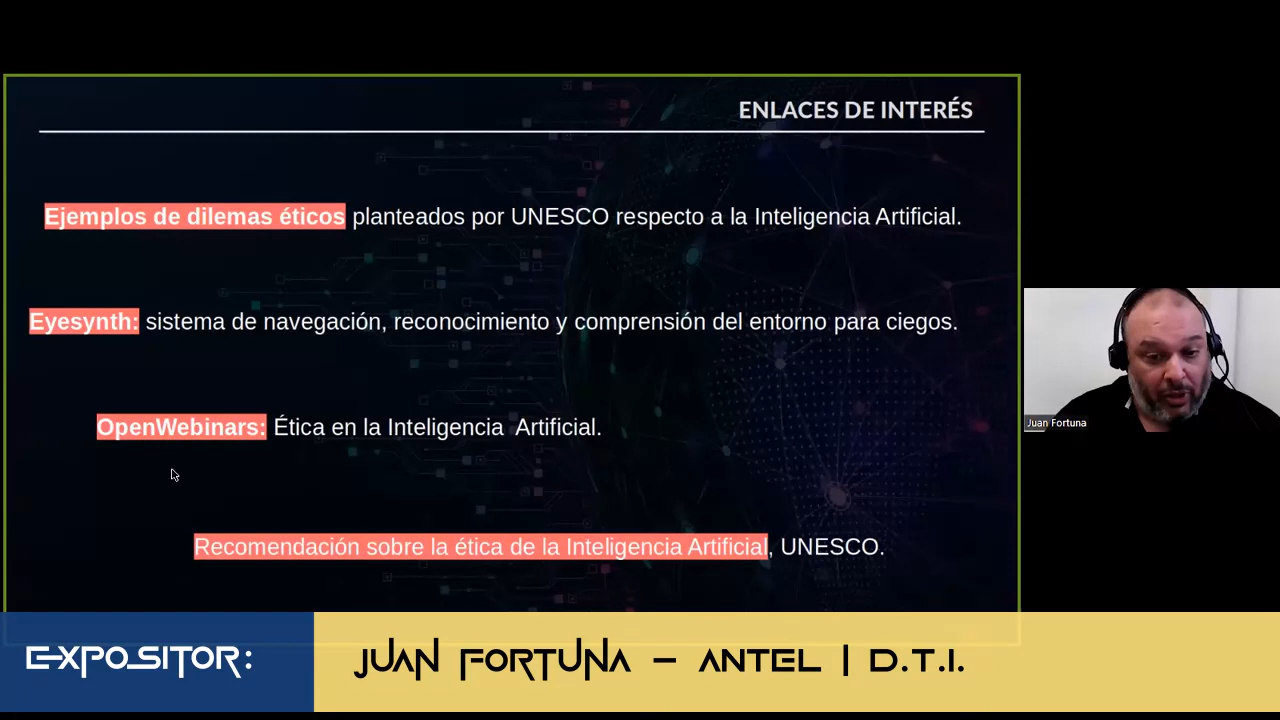 ENLACES DE INTERÉS
Ejemplos de dilemas éticos planteados por UNESCO respecto a la Inteligencia Artificial.
Eyesynth: sistema de navegación, reconocimiento y comprensión del entorno para ciegos.
OpenWebinars: Ética en la Inteligencia Artificial.
Recomendación sobre la ética de la Inteligencia Artificial, UNESCO.
Juan Fortuna
EXPOSITOR:
JUAN FORTUNA – ANTEL | D.T.I.